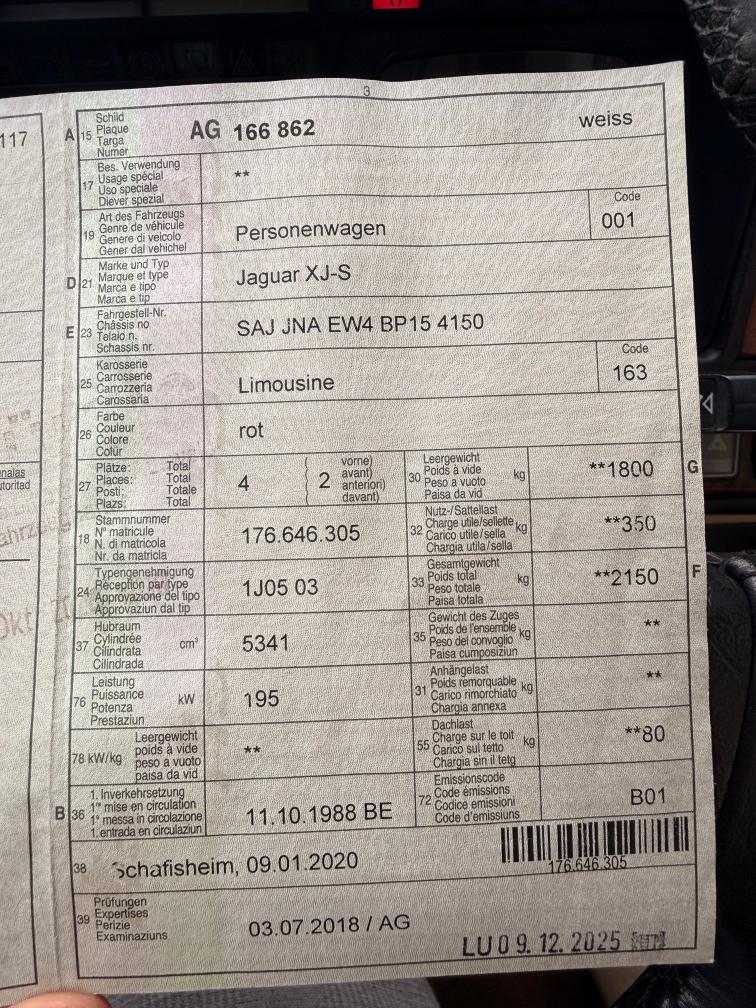 3
117
A 15 Schild
Plaque
Targa
Numer
AG 166 862
weiss
17 Bes. Verwendung
Usage spécial
Uso speciale
Diever spezial
**
19 Art des Fahrzeugs
Genre de véhicule
Genere di veicolo
Gener dal vehichel
Personenwagen
Code
001
D 21 Marke und Typ
Marque et type
Marca e tipo
Marca e tip
Jaguar XJ-S
E 23 Fahrgestell-Nr.
Châssis no
Telaio n.
Schassis nr.
SAJ JNA EW4 BP15 4150
25 Karosserie
Carrosserie
Carrozzeria
Carossaria
Limousine
Code
163
26 Farbe
Couleur
Colore
Colur
rot
27 Plätze: Total
Places: Total
Posti: Totale
Plazs: Total
4
2
vorne)
avant)
anteriori)
davant)
30 Leergewicht
Poids à vide
Peso a vuoto
Paisa da vid
kg
**1800
G
18 Stammnummer
N° matricule
N. di matricola
Nr. da matricla
176.646.305
32 Nutz-/Sattellast
Charge utile/sellette
Carico utile/sella
Chargia utila/sella
kg
**350
24 Typengenehmigung
Réception par type
Approvazione del tipo
Approvaziun dal tip
1J05 03
33 Gesamtgewicht
Poids total
Peso totale
Paisa totala
kg
**2150
F
37 Hubraum
Cylindrée
Cilindrata
Cilindrada
cm³
5341
35 Gewicht des Zuges
Poids de l'ensemble
Peso del convoglio
Paisa cumposiziun
kg
**
76 Leistung
Puissance
Potenza
Prestaziun
kW
195
31 Anhängelast
Poids remorquable
Carico rimorchiato
Chargia annexa
kg
**
78 kW/kg
Leergewicht
poids à vide
peso a vuoto
paisa da vid
**
55 Dachlast
Charge sur le toit
Carico sul tetto
Chargia sin il tetg
kg
**80
B 36 1. Inverkehrsetzung
1re mise en circulation
1a messa in circolazione
1. entrada en circulaziun
11.10.1988 BE
72 Emissionscode
Code émissions
Codice emissioni
Code d'emissiuns
B01
38 Schafisheim, 09.01.2020
176.646.305
39 Prüfungen
Expertises
Perizie
Examinaziuns
03.07.2018 / AG
LU 09. 12. 2025